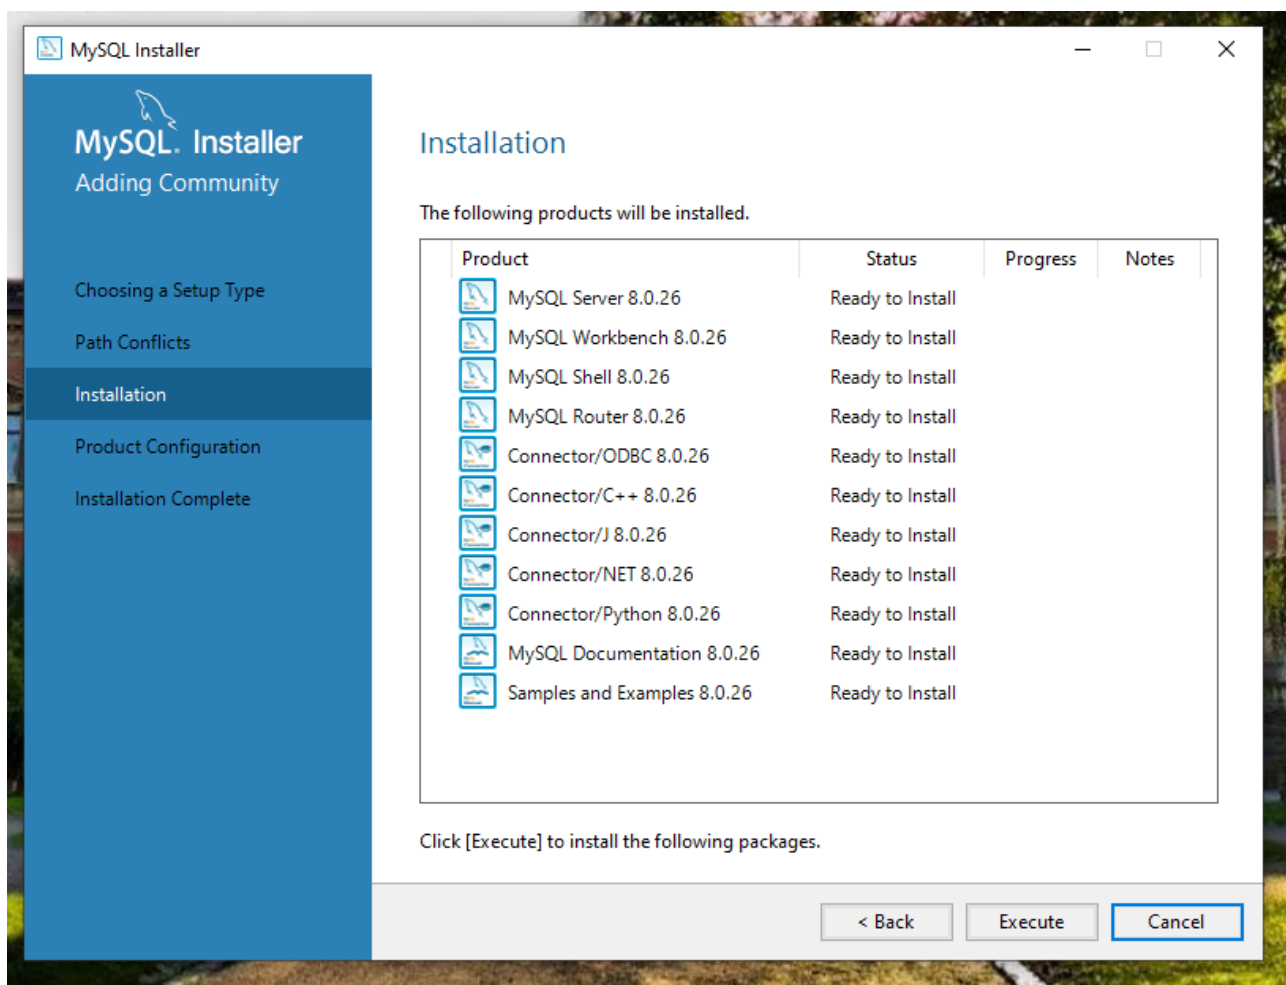 MySQL Installer
MySQL. Installer
Adding Community
Choosing a Setup Type
Path Conflicts
Installation
Product Configuration
Installation Complete
Installation
The following products will be installed.
Product Status Progress Notes
MySQL Server 8.0.26 Ready to Install
MySQL Workbench 8.0.26 Ready to Install
MySQL Shell 8.0.26 Ready to Install
MySQL Router 8.0.26 Ready to Install
Connector/ODBC 8.0.26 Ready to Install
Connector/C++ 8.0.26 Ready to Install
Connector/J 8.0.26 Ready to Install
Connector/NET 8.0.26 Ready to Install
Connector/Python 8.0.26 Ready to Install
MySQL Documentation 8.0.26 Ready to Install
Samples and Examples 8.0.26 Ready to Install
Click [Execute] to install the following packages.
< Back Execute Cancel